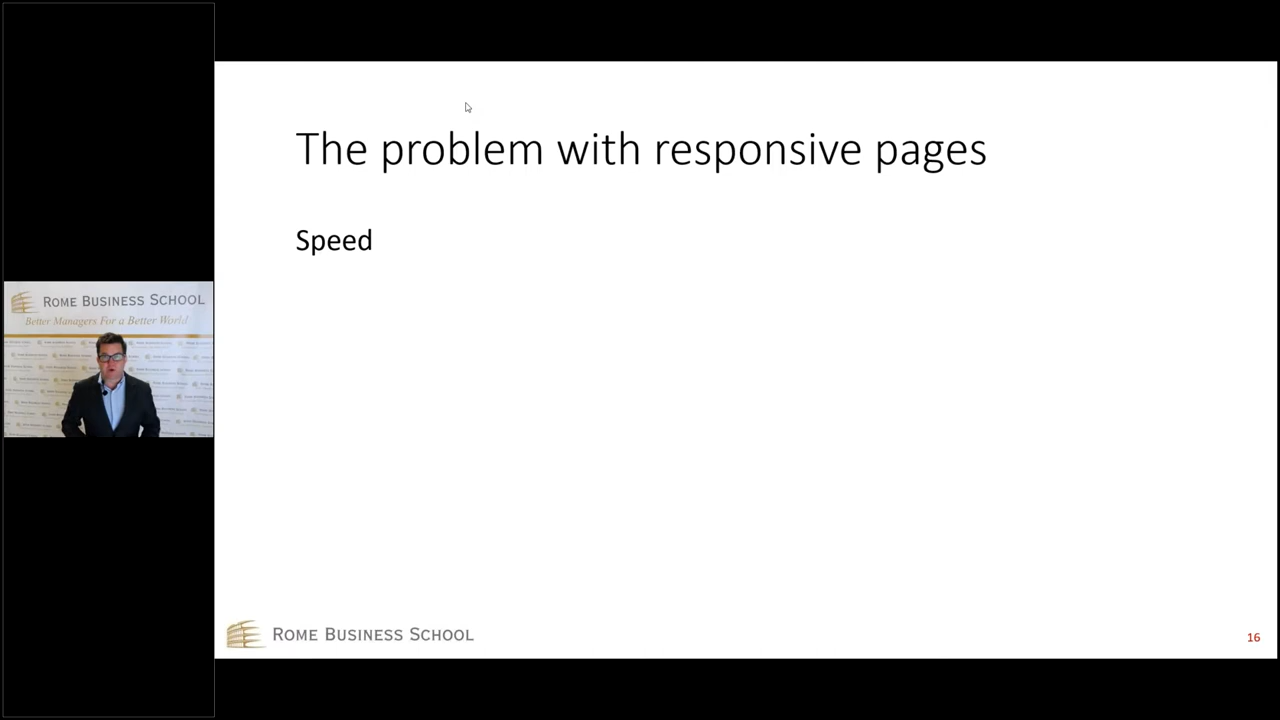 The problem with responsive pages
Speed
ROME BUSINESS SCHOOL
Better Managers For a Better World
ROME BUSINESS SCHOOL
16